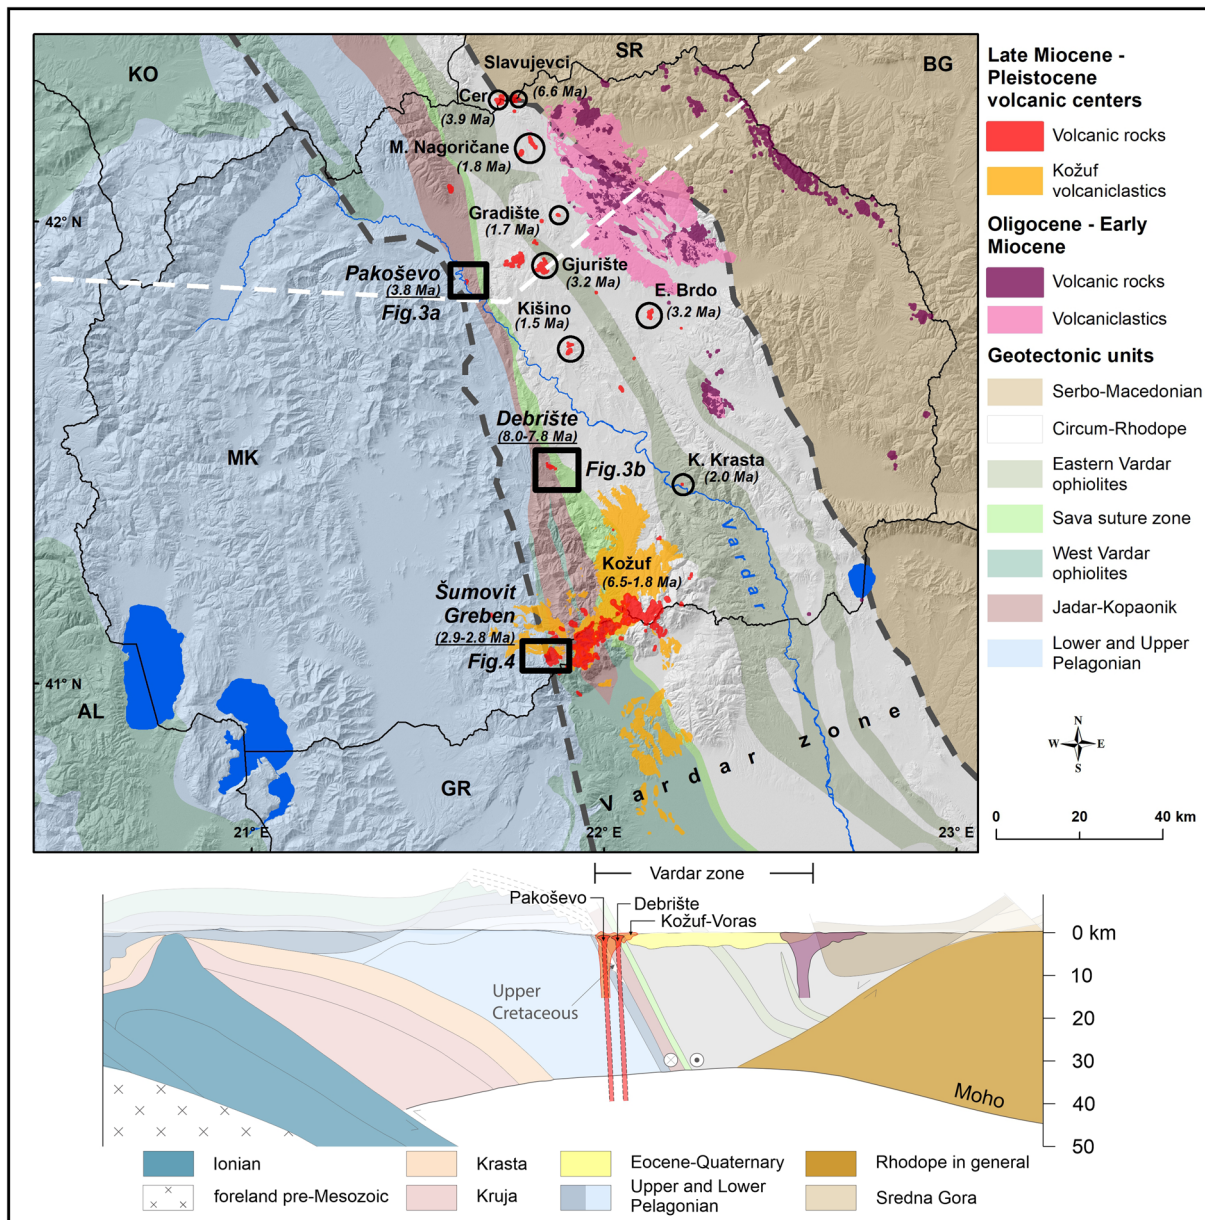 KO
SR
BG
Slavujevci
(6.6 Ma)
Cer
(3.9 Ma)
M. Nagoričane
(1.8 Ma)
42° N
Gradište
(1.7 Ma)
Pakoševo
(3.8 Ma)
Fig.3a
Gjurište
(3.2 Ma)
E. Brdo
(3.2 Ma)
Kišino
(1.5 Ma)
Debrište
(8.0-7.8 Ma)
Fig.3b
MK
K. Krasta
(2.0 Ma)
Vardar
Kožuf
(6.5-1.8 Ma)
Šumovit
Greben
(2.9-2.8 Ma)
Fig.4
41° N
AL
GR
Vardar zone
21° E
22° E
23° E
Late Miocene -
Pleistocene
volcanic centers
Volcanic rocks
Kožuf
volcaniclastics
Oligocene - Early
Miocene
Volcanic rocks
Volcaniclastics
Geotectonic units
Serbo-Macedonian
Circum-Rhodope
Eastern Vardar
ophiolites
Sava suture zone
West Vardar
ophiolites
Jadar-Kopaonik
Lower and Upper
Pelagonian
N
W E
S
0 20 40 km
Vardar zone
Pakoševo
Debrište
Kožuf-Voras
Upper
Cretaceous
Moho
0 km
10
20
30
40
50
Ionian
Krasta
Eocene-Quaternary
Rhodope in general
foreland pre-Mesozoic
Kruja
Upper and Lower
Pelagonian
Sredna Gora